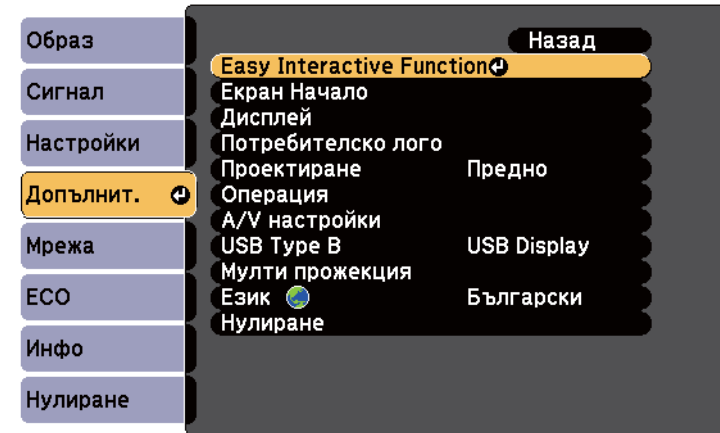 Образ
Сигнал
Настройки
Допълнит.
Мрежа
ECO
Инфо
Нулиране
Назад
Easy Interactive Function
Екран Начало
Дисплей
Потребителско лого
Проектиране Предно
Операция
A/V настройки
USB Type B USB Display
Мулти прожекция
Език Български
Нулиране